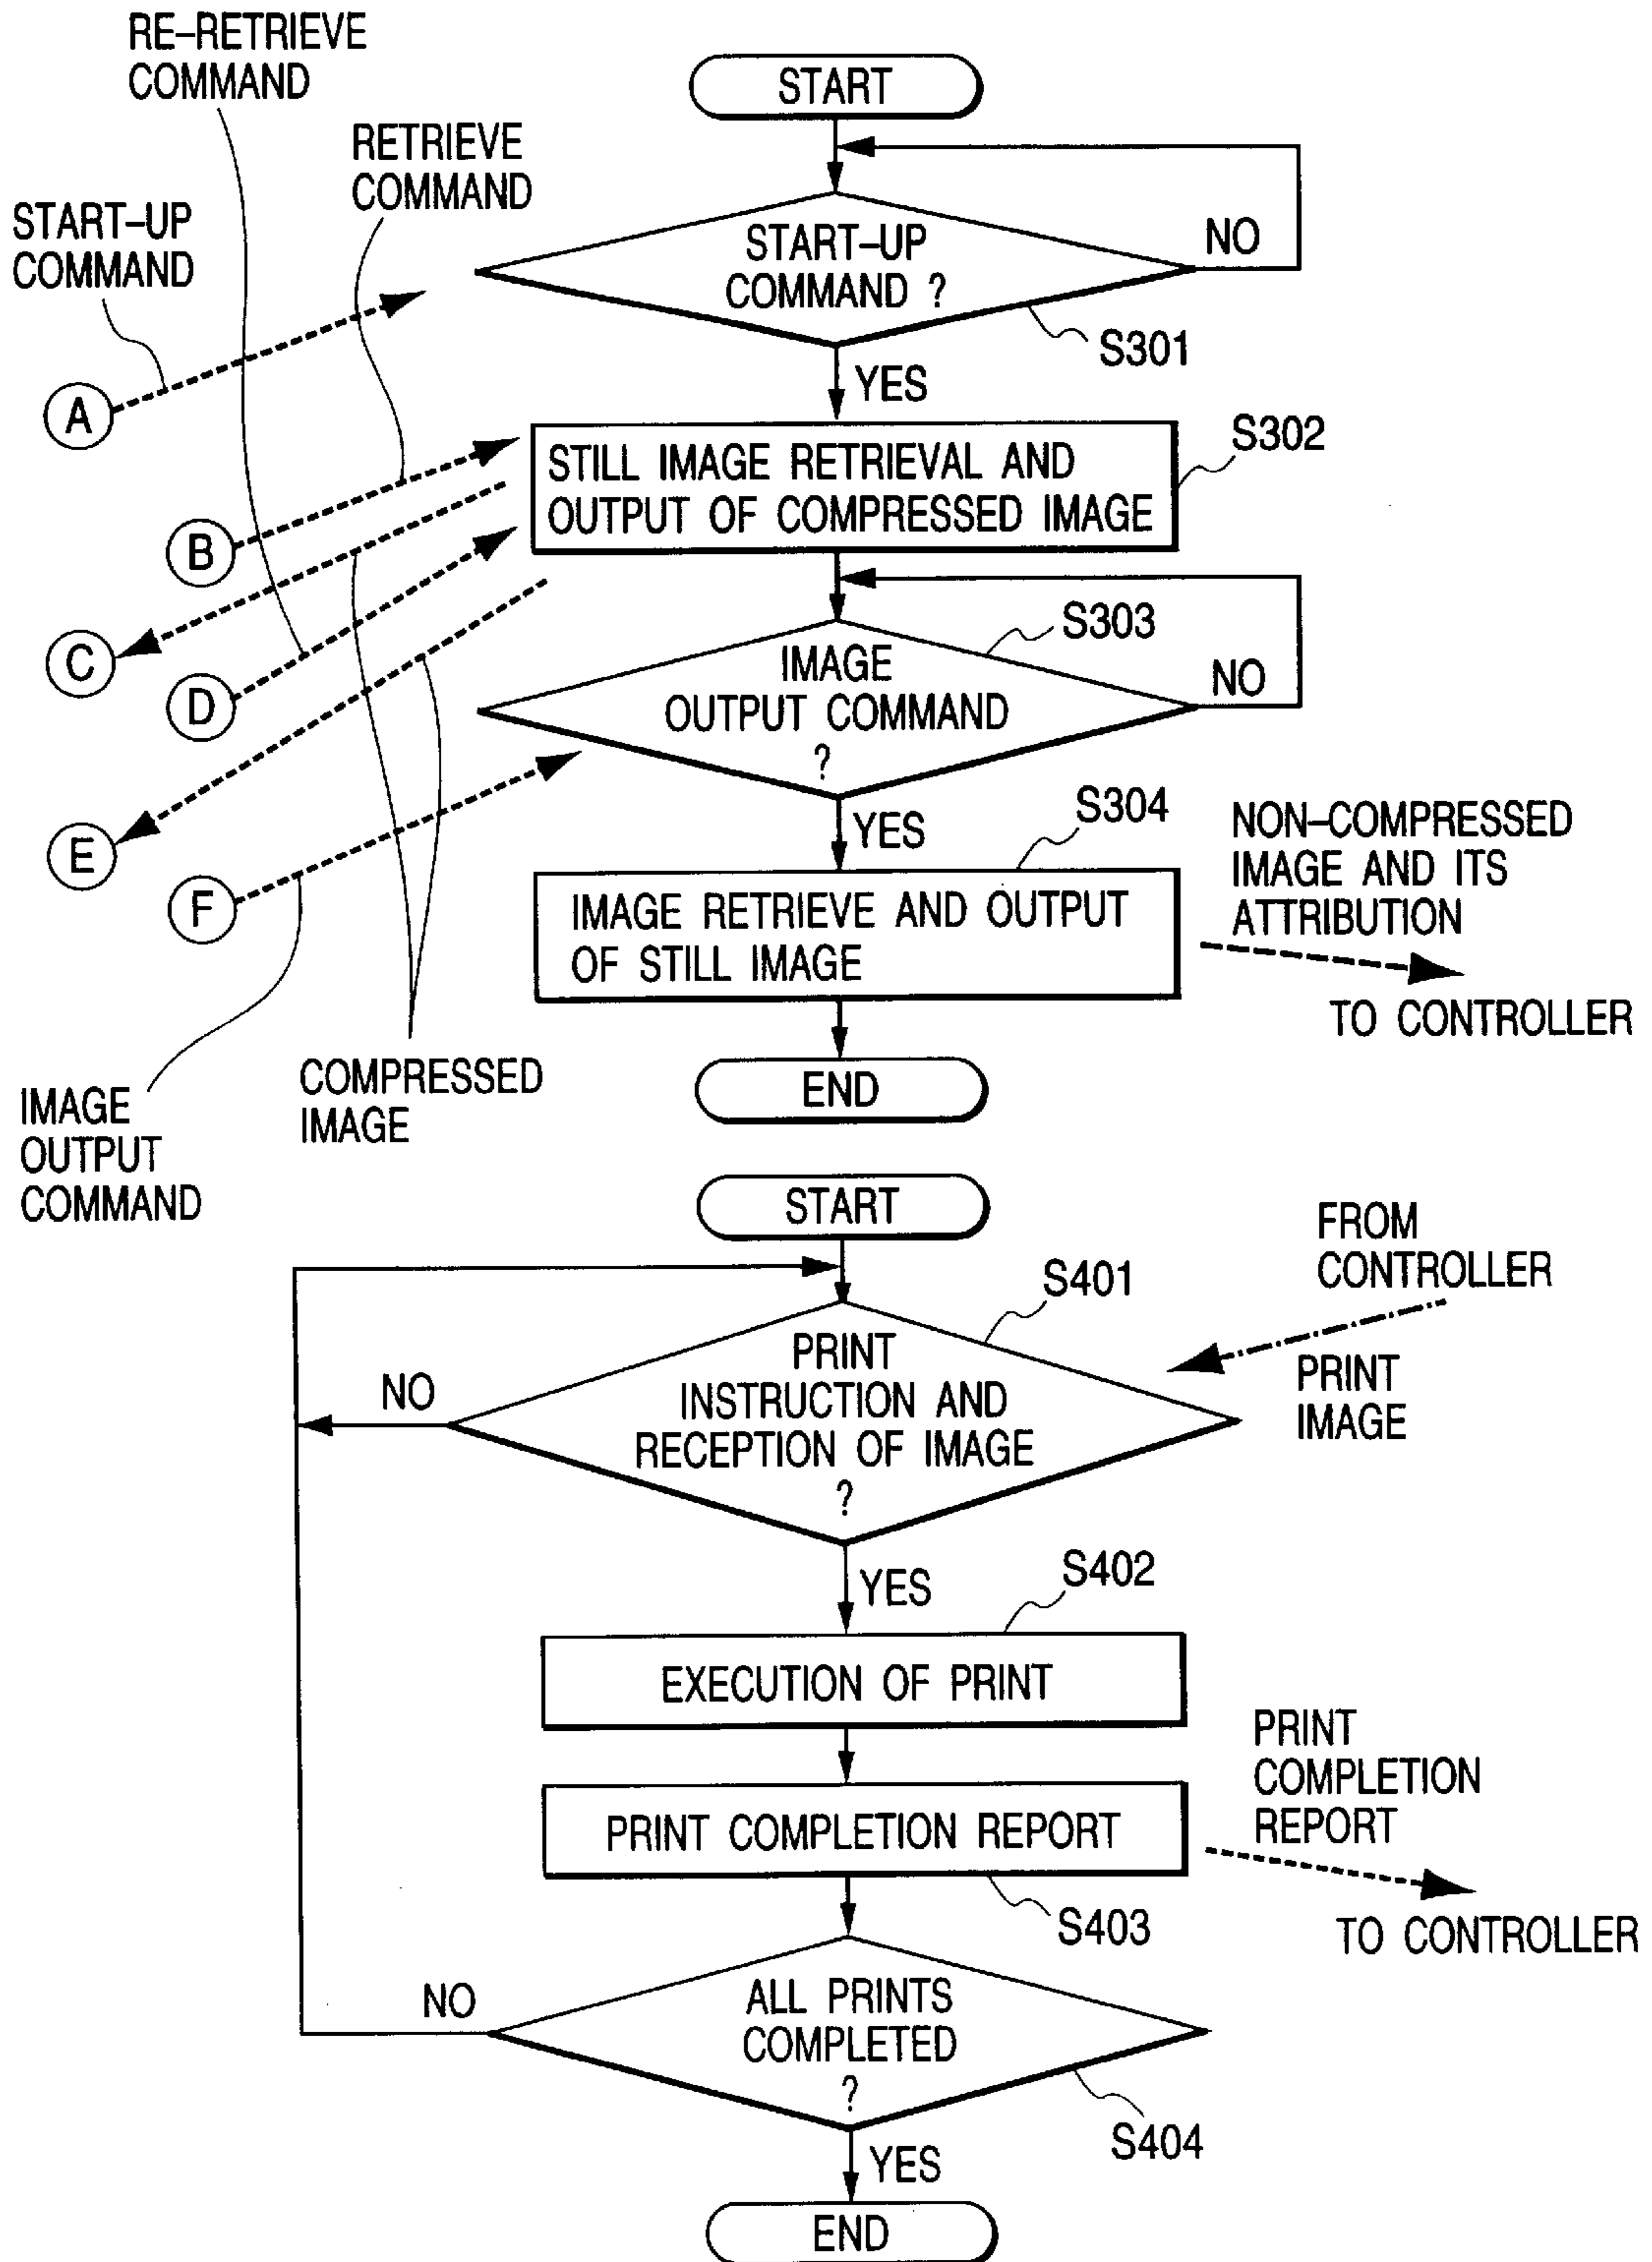 RE-RETRIEVE
COMMAND
START
RETRIEVE
COMMAND
START-UP
COMMAND
START-UP
COMMAND ?
NO
S301
A
YES
S302
STILL IMAGE RETRIEVAL AND
OUTPUT OF COMPRESSED IMAGE
B
C
D
S303
IMAGE
OUTPUT COMMAND
?
NO
E
F
YES
S304
NON-COMPRESSED
IMAGE AND ITS
ATTRIBUTION
IMAGE RETRIEVE AND OUTPUT
OF STILL IMAGE
TO CONTROLLER
COMPRESSED
IMAGE
IMAGE
OUTPUT
COMMAND
END
START
FROM
CONTROLLER
S401
PRINT
INSTRUCTION AND
RECEPTION OF IMAGE
?
NO
PRINT
IMAGE
YES
S402
EXECUTION OF PRINT
PRINT
COMPLETION
REPORT
PRINT COMPLETION REPORT
S403
TO CONTROLLER
ALL PRINTS
COMPLETED
?
NO
S404
YES
END